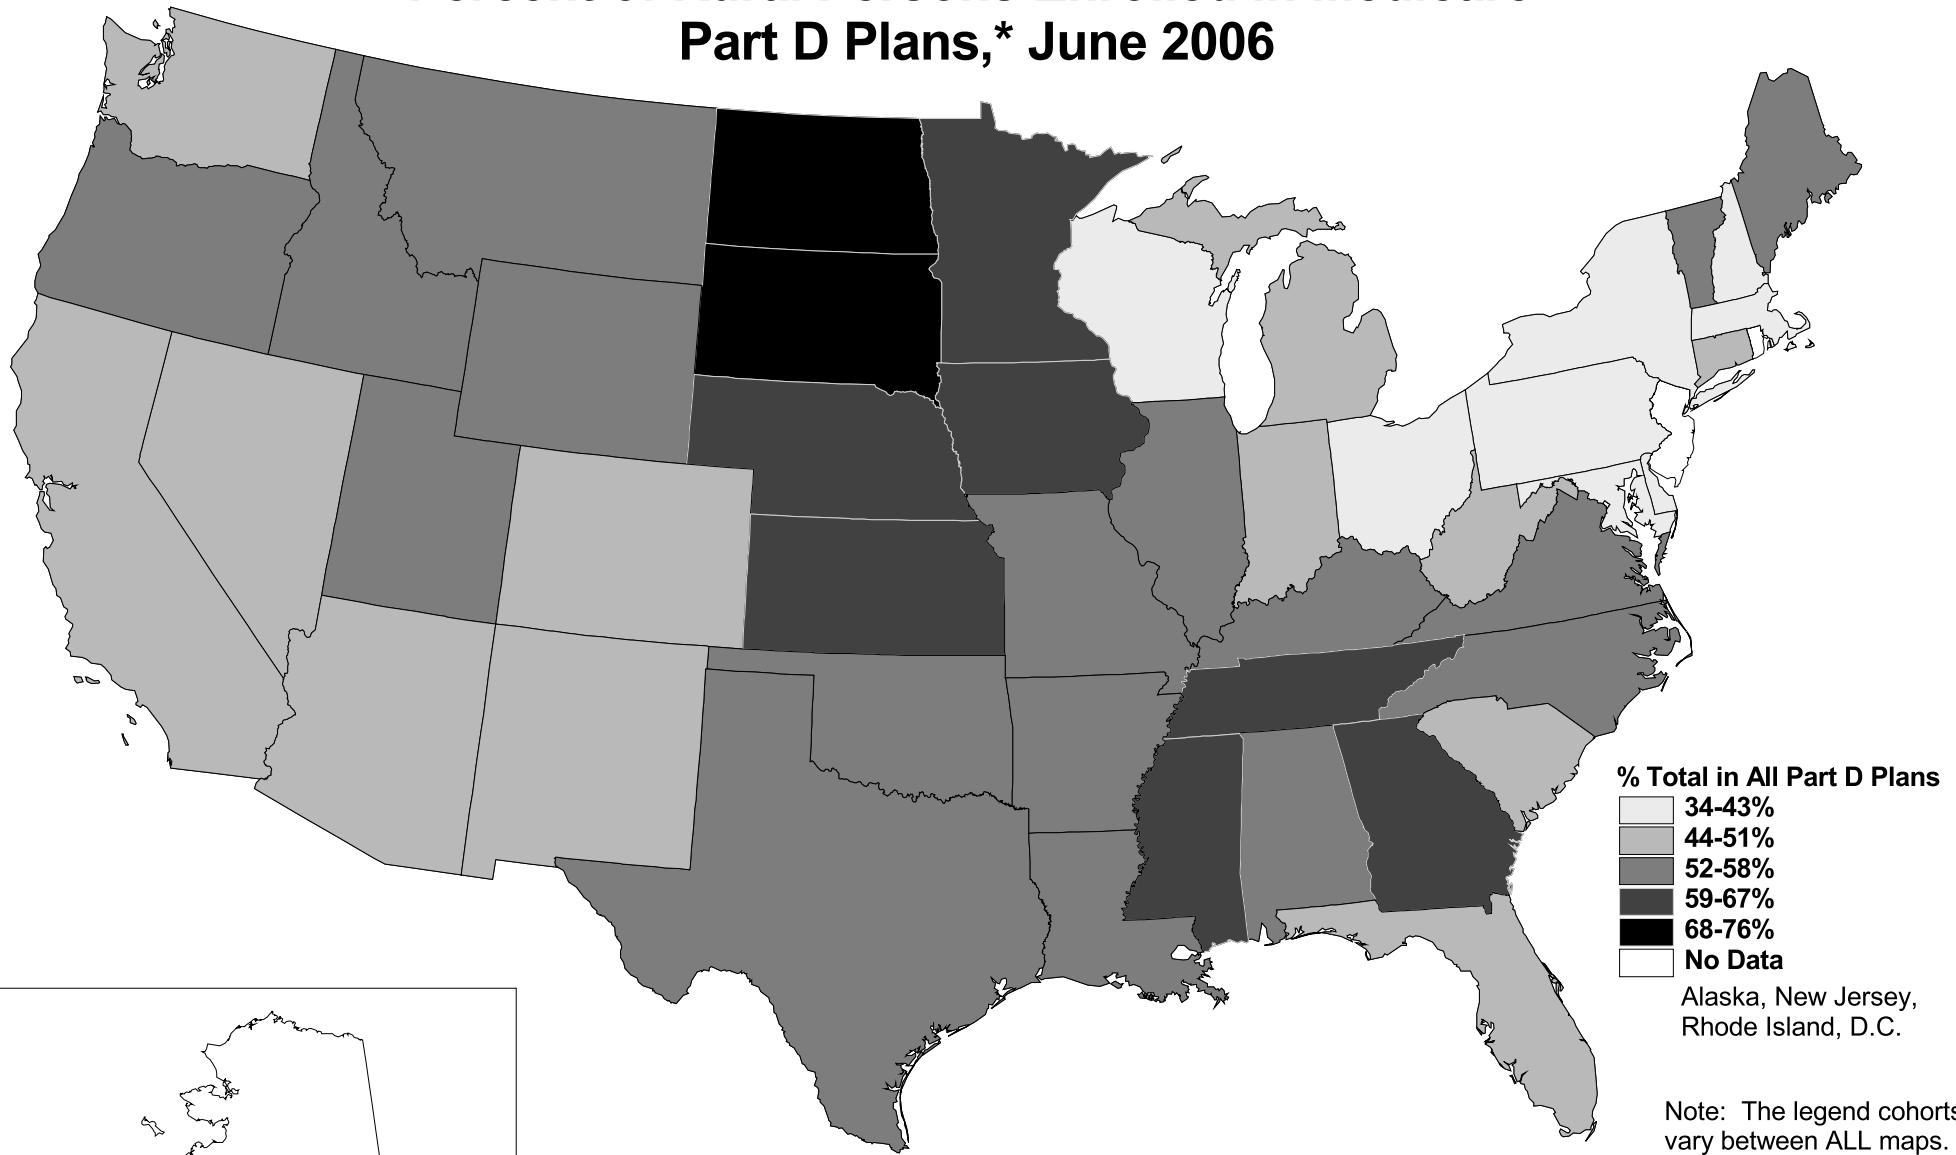 Part D Plans,* June 2006
% Total in All Part D Plans
34-43%
44-51%
52-58%
59-67%
68-76%
No Data
Alaska, New Jersey,
Rhode Island, D.C.
Note: The legend cohorts
vary between ALL maps.